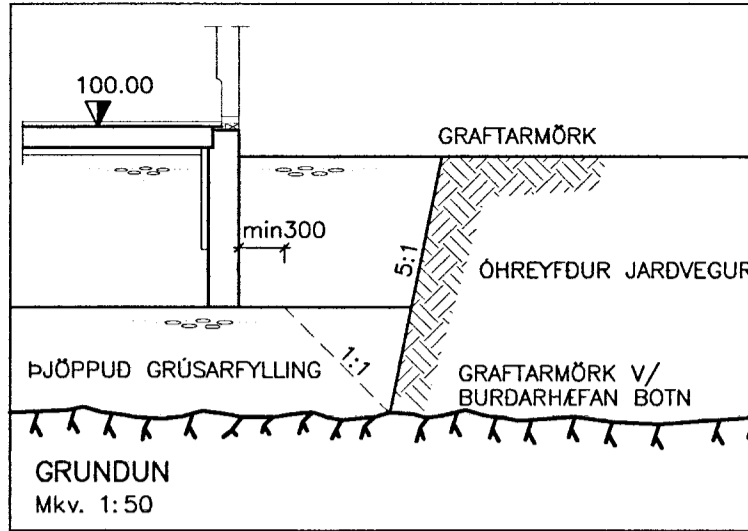 100.00
GRAFTARMÖRK
min300
5:1
ÓHREYFÐUR JARÐVEGUR
1:1
ÞJÖPPUÐ GRÚSARFYLLING
GRAFTARMÖRK V/
BURÐARHÆFAN BOTN
GRUNDUN
Mkv. 1:50